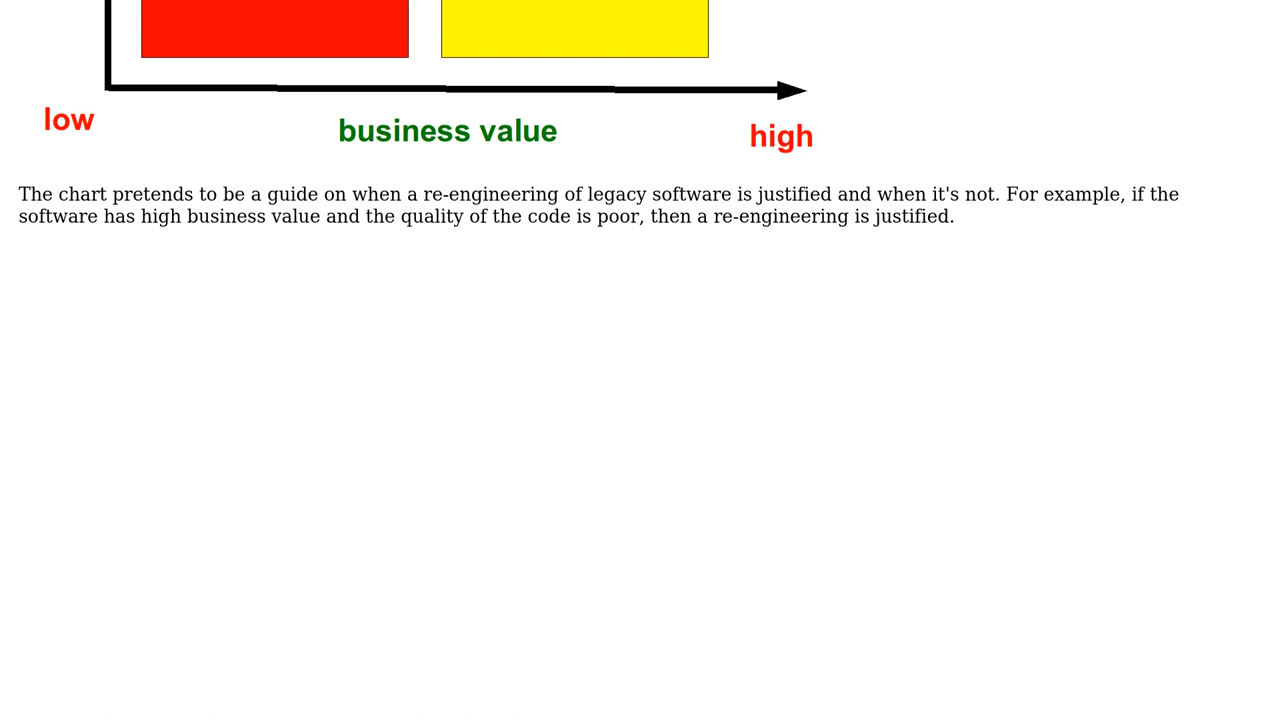 low
business value
high
The chart pretends to be a guide on when a re-engineering of legacy software is justified and when it's not. For example, if the
software has high business value and the quality of the code is poor, then a re-engineering is justified.